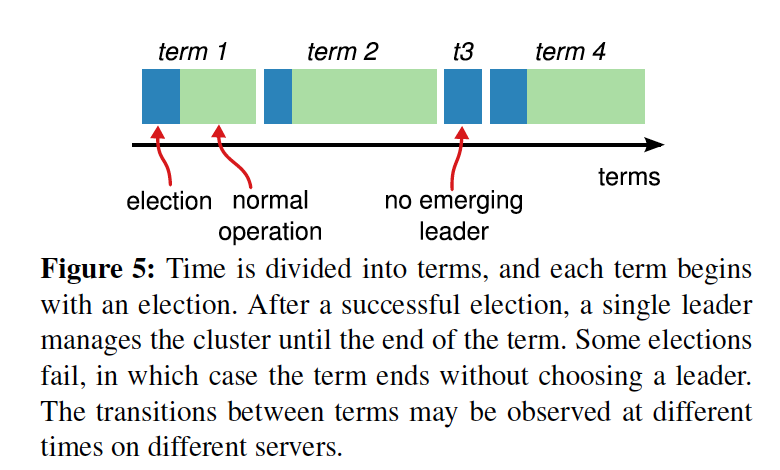 term 1 term 2 t3 term 4
terms
election normal operation no emerging leader
Figure 5: Time is divided into terms, and each term begins
with an election. After a successful election, a single leader
manages the cluster until the end of the term. Some elections
fail, in which case the term ends without choosing a leader.
The transitions between terms may be observed at different
times on different servers.